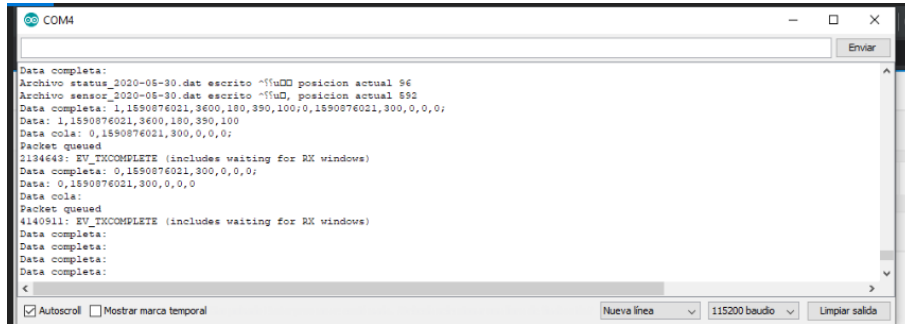 COM4
Enviar
Data completa:
Archivo status_2020-05-30.dat escrito posicion actual 96
Archivo sensor_2020-05-30.dat escrito posicion actual 592
Data completa: 1,1590876021,3600,180,390,100;0,1590876021,300,0,0,0;
Data: 1,1590876021,3600,180,390,100
Data cola: 0,1590876021,300,0,0,0;
Packet queued
2134643: EV_TXCOMPLETE (includes waiting for RX windows)
Data completa: 0,1590876021,300,0,0,0;
Data: 0,1590876021,300,0,0,0
Data cola:
Packet queued
4140911: EV_TXCOMPLETE (includes waiting for RX windows)
Data completa:
Data completa:
Data completa:
Data completa:
Autoscroll Mostrar marca temporal Nueva línea 115200 baudio Limpiar salida